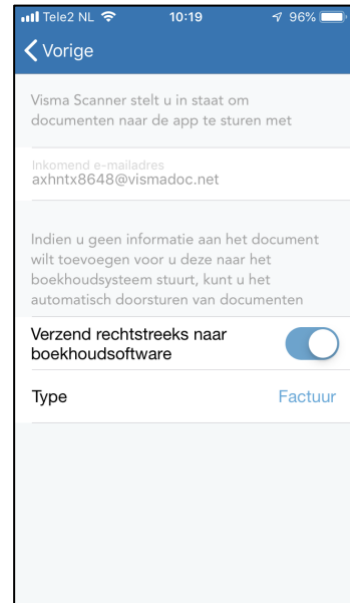 Tele2 NL 10:19 96%
Vorige
Visma Scanner stelt u in staat om
documenten naar de app te sturen met
Inkomend e-mailadres
axhntx8648@vismadoc.net
Indien u geen informatie aan het document
wilt toevoegen voor u deze naar het
boekhoudsysteem stuurt, kunt u het
automatisch doorsturen van documenten
Verzend rechtstreeks naar
boekhoudsoftware
Type Factuur